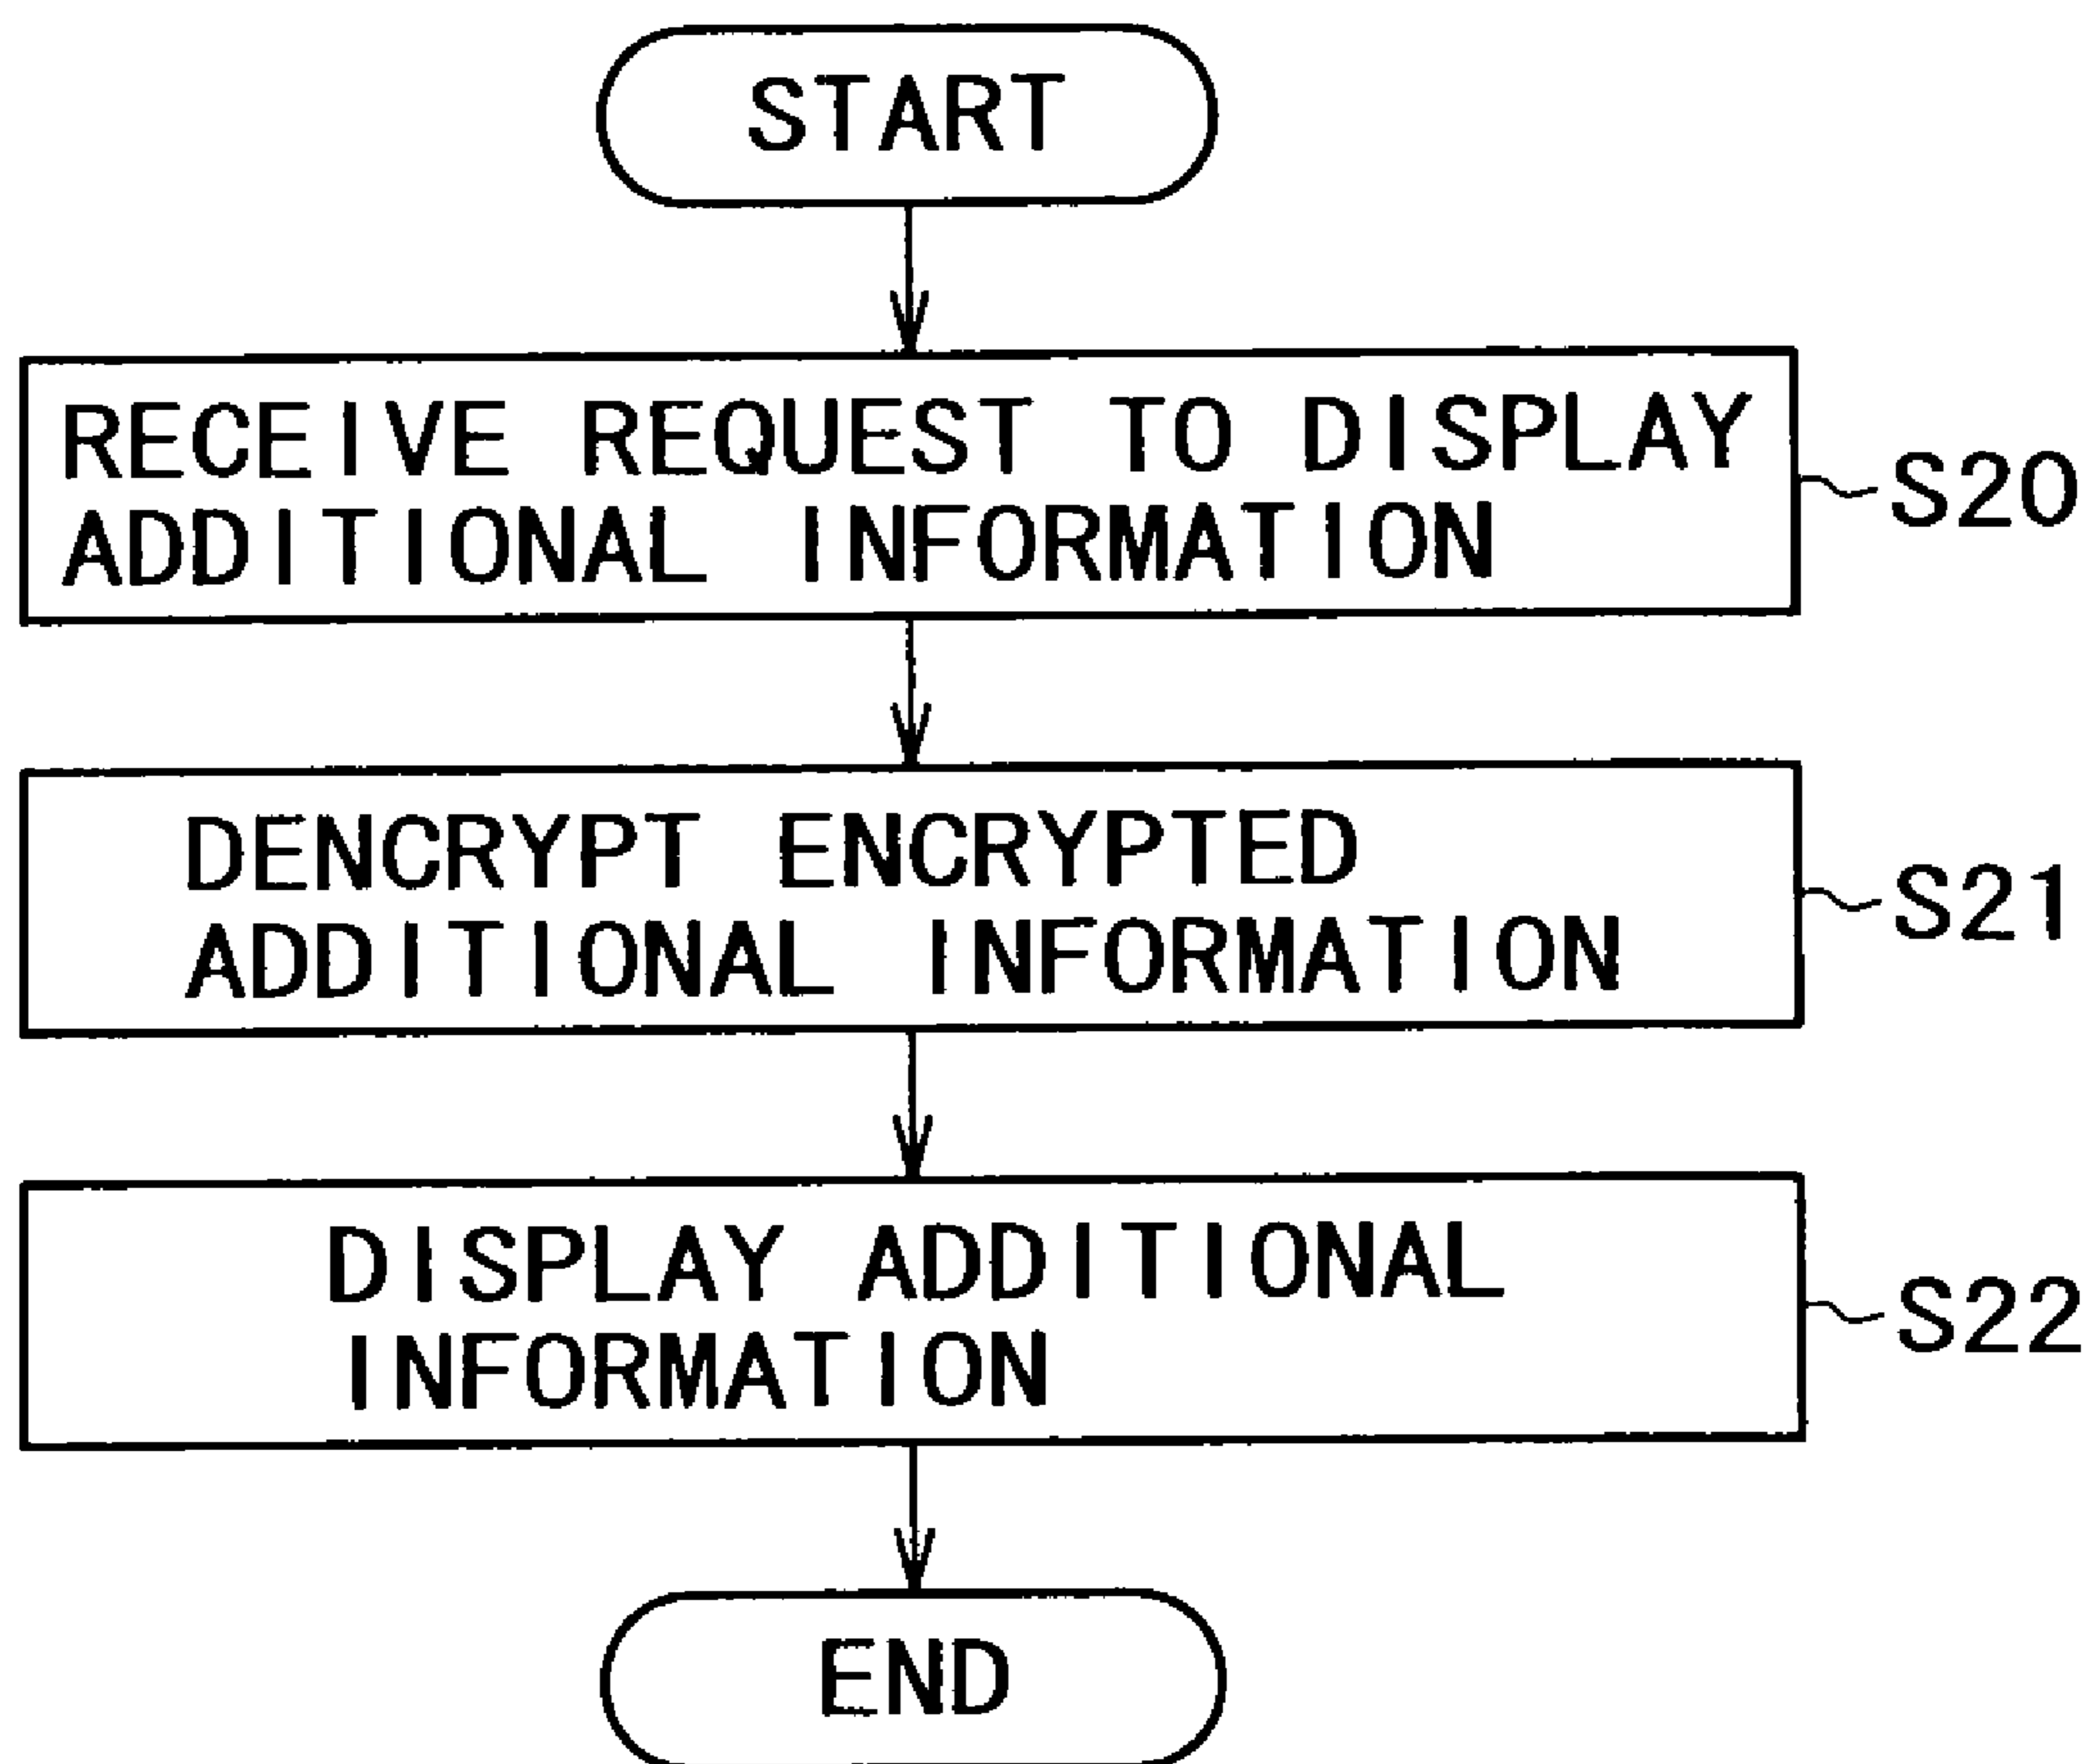 START
RECEIVE REQUEST TO DISPLAY
ADDITIONAL INFORMATION
S20
DENCRYPT ENCRYPTED
ADDITIONAL INFORMATION
S21
DISPLAY ADDITIONAL
INFORMATION
S22
END